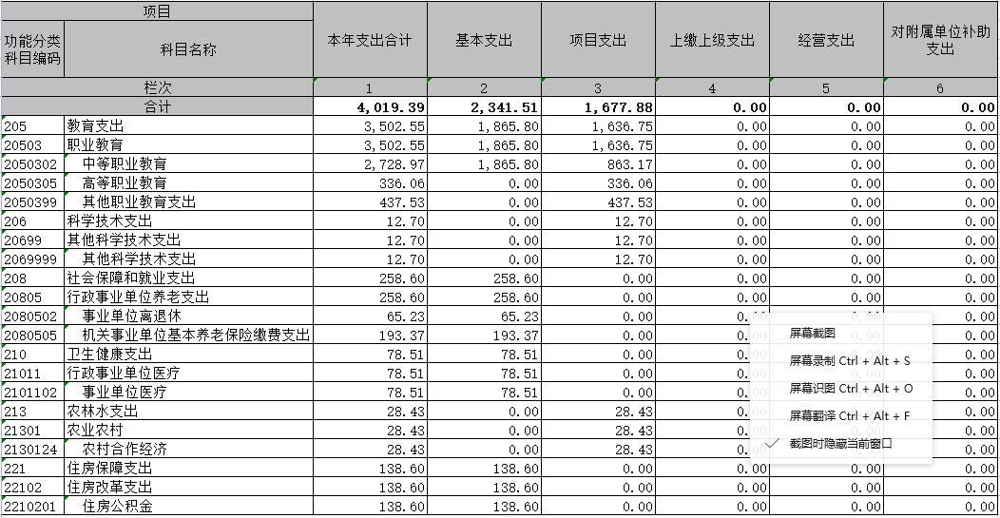 项目 本年支出合计 基本支出 项目支出 上缴上级支出 经营支出 对附属单位补助支出
功能分类科目编码 科目名称
栏次 1 2 3 4 5 6
合计 4,019.39 2,341.51 1,677.88 0.00 0.00 0.00
205 教育支出 3,502.55 1,865.80 1,636.75 0.00 0.00 0.00
20503 职业教育 3,502.55 1,865.80 1,636.75 0.00 0.00 0.00
2050302 中等职业教育 2,728.97 1,865.80 863.17 0.00 0.00 0.00
2050305 高等职业教育 336.06 0.00 336.06 0.00 0.00 0.00
2050399 其他职业教育支出 437.53 0.00 437.53 0.00 0.00 0.00
206 科学技术支出 12.70 0.00 12.70 0.00 0.00 0.00
20699 其他科学技术支出 12.70 0.00 12.70 0.00 0.00 0.00
2069999 其他科学技术支出 12.70 0.00 12.70 0.00 0.00 0.00
208 社会保障和就业支出 258.60 258.60 0.00 0.00 0.00 0.00
20805 行政事业单位养老支出 258.60 258.60 0.00 0.00 0.00 0.00
2080502 事业单位离退休 65.23 65.23 0.00 0.00
2080505 机关事业单位基本养老保险缴费支出 193.37 193.37 0.00 0.00
210 卫生健康支出 78.51 78.51 0.00 0.00
21011 行政事业单位医疗 78.51 78.51 0.00 0.00
2101102 事业单位医疗 78.51 78.51 0.00 0.00
213 农林水支出 28.43 0.00 28.43 0.00
21301 农业农村 28.43 0.00 28.43 0.00
2130124 农村合作经济 28.43 0.00 28.43 0.00
221 住房保障支出 138.60 138.60 0.00 0.00 0.00 0.00
22102 住房改革支出 138.60 138.60 0.00 0.00 0.00 0.00
2210201 住房公积金 138.60 138.60 0.00 0.00 0.00 0.00
屏幕截图
屏幕录制 Ctrl + Alt + S
屏幕识图 Ctrl + Alt + O
屏幕翻译 Ctrl + Alt + F
截图时隐藏当前窗口